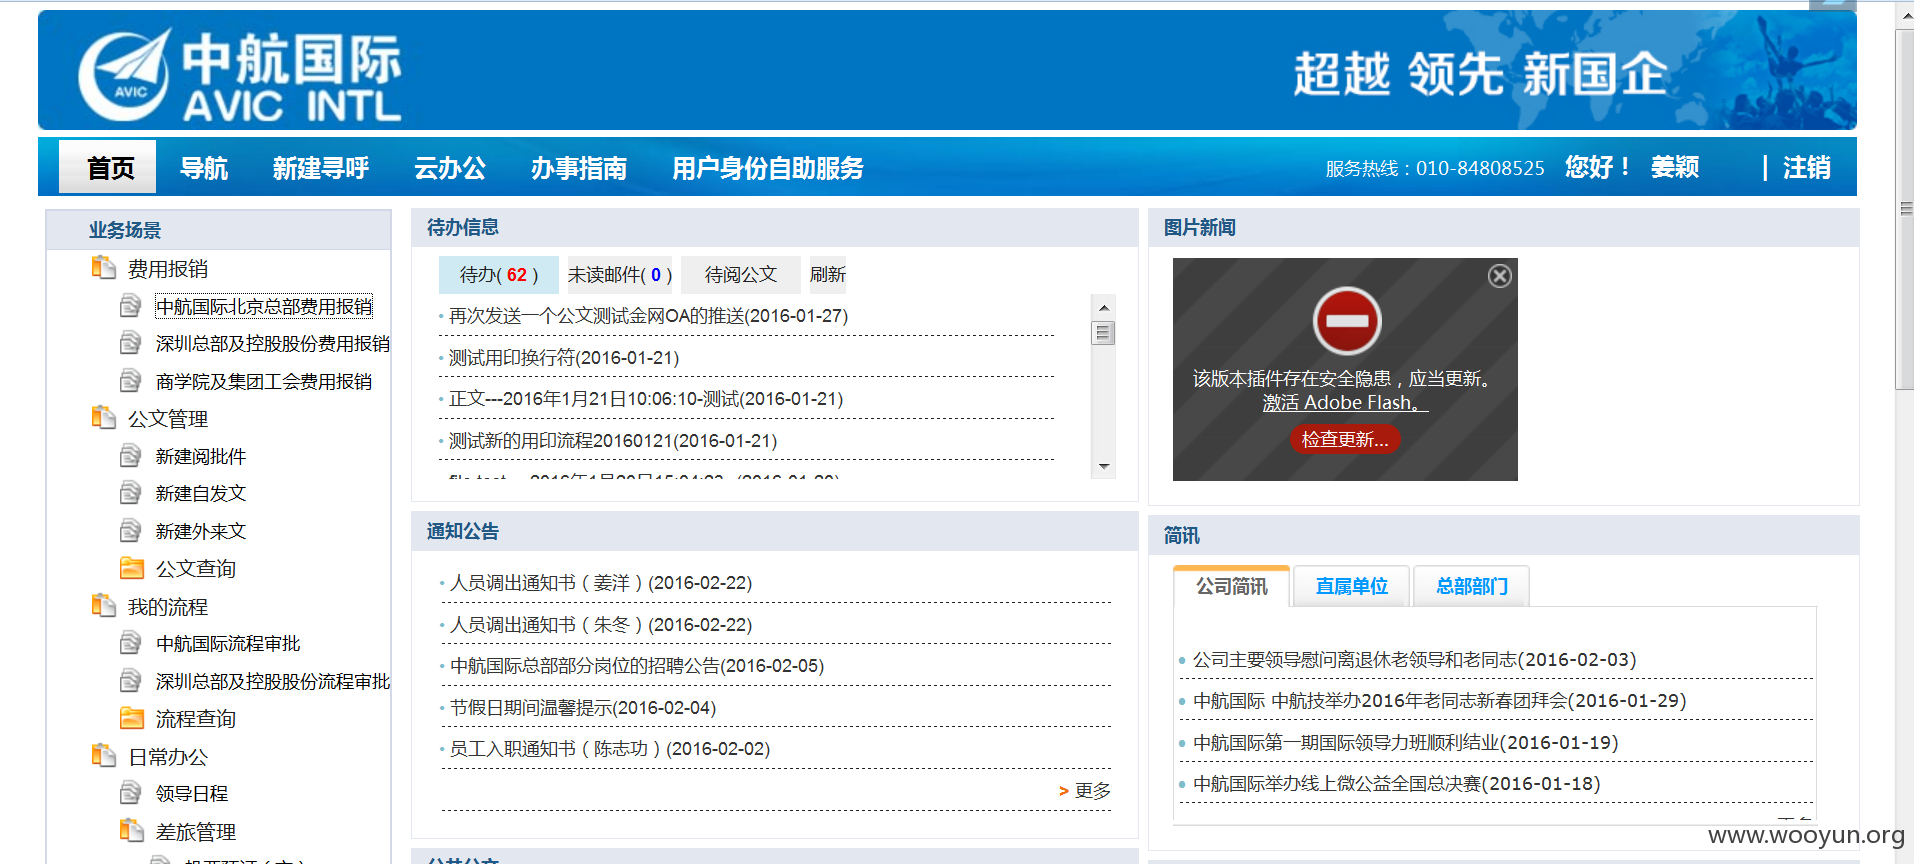 中航国际
AVIC
AVIC INTL
超越 领先 新国企
首页 导航 新建寻呼 云办公 办事指南 用户身份自助服务 服务热线：010-84808525 您好！ 姜颖 | 注销
业务场景
费用报销
中航国际北京总部费用报销
深圳总部及控股股份费用报销
商学院及集团工会费用报销
公文管理
新建阅批件
新建自发文
新建外来文
公文查询
我的流程
中航国际流程审批
深圳总部及控股股份流程审批
流程查询
日常办公
领导日程
差旅管理
待办信息
待办( 62 ) 未读邮件( 0 ) 待阅公文 刷新
再次发送一个公文测试金网OA的推送(2016-01-27)
测试用印换行符(2016-01-21)
正文---2016年1月21日10:06:10-测试(2016-01-21)
测试新的用印流程20160121(2016-01-21)
通知公告
人员调出通知书（姜洋）(2016-02-22)
人员调出通知书（朱冬）(2016-02-22)
中航国际总部部分岗位的招聘公告(2016-02-05)
节假日期间温馨提示(2016-02-04)
员工入职通知书（陈志功）(2016-02-02)
> 更多
图片新闻
该版本插件存在安全隐患，应当更新。
激活 Adobe Flash。
检查更新...
简讯
公司简讯 直属单位 总部部门
公司主要领导慰问离退休老领导和老同志(2016-02-03)
中航国际 中航技举办2016年老同志新春团拜会(2016-01-29)
中航国际第一期国际领导力班顺利结业(2016-01-19)
中航国际举办线上微公益全国总决赛(2016-01-18)
www.wooyun.org